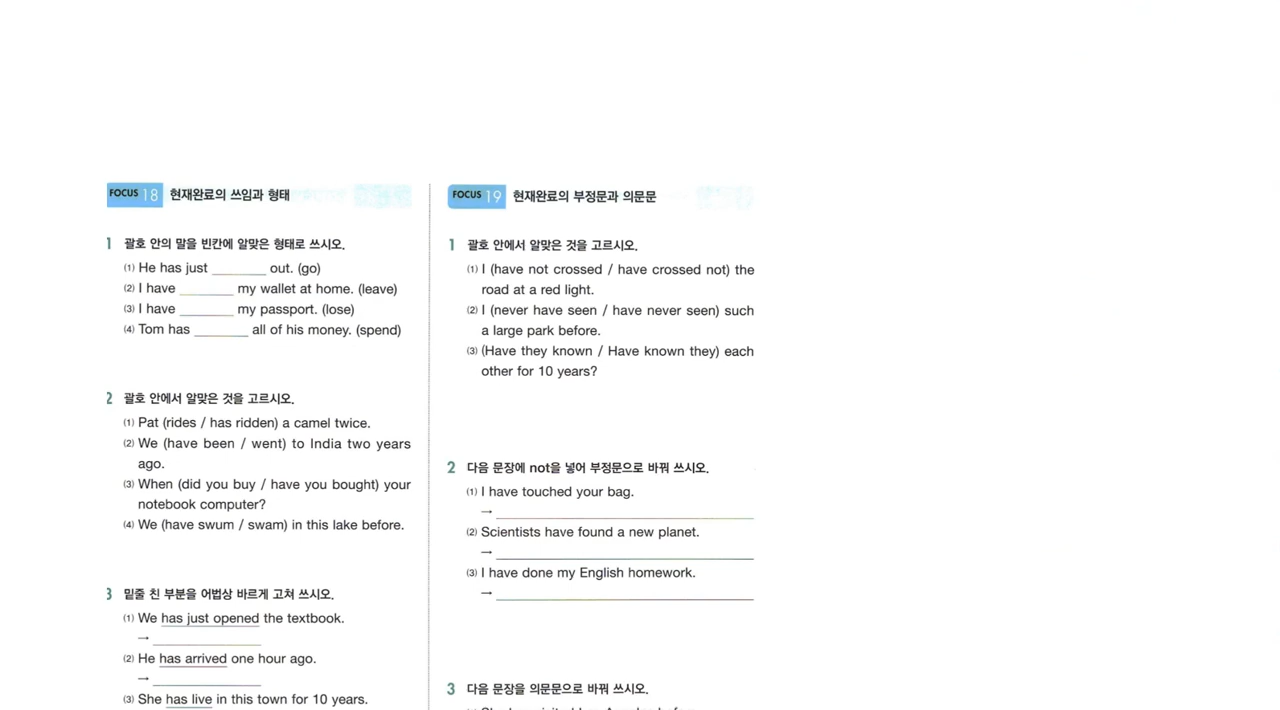 FOCUS 18 현재완료의 쓰임과 형태
1 괄호 안의 말을 빈칸에 알맞은 형태로 쓰시오.
(1) He has just ________ out. (go)
(2) I have ________ my wallet at home. (leave)
(3) I have ________ my passport. (lose)
(4) Tom has ________ all of his money. (spend)
2 괄호 안에서 알맞은 것을 고르시오.
(1) Pat (rides / has ridden) a camel twice.
(2) We (have been / went) to India two years
ago.
(3) When (did you buy / have you bought) your
notebook computer?
(4) We (have swum / swam) in this lake before.
3 밑줄 친 부분을 어법상 바르게 고쳐 쓰시오.
(1) We has just opened the textbook.
→ ________________
(2) He has arrived one hour ago.
→ ________________
(3) She has live in this town for 10 years.
FOCUS 19 현재완료의 부정문과 의문문
1 괄호 안에서 알맞은 것을 고르시오.
(1) I (have not crossed / have crossed not) the
road at a red light.
(2) I (never have seen / have never seen) such
a large park before.
(3) (Have they known / Have known they) each
other for 10 years?
2 다음 문장에 not을 넣어 부정문으로 바꿔 쓰시오.
(1) I have touched your bag.
→ ________________
(2) Scientists have found a new planet.
→ ________________
(3) I have done my English homework.
→ ________________
3 다음 문장을 의문문으로 바꿔 쓰시오.